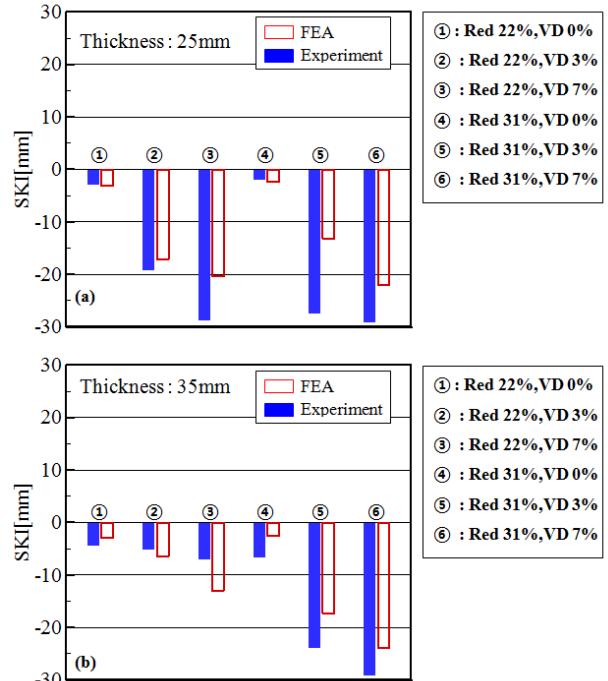 30
Thickness : 25mm
FEA
Experiment
20
10
① ② ③ ④ ⑤ ⑥
0
-10
-20
-30
SKI[mm]
(a)
① : Red 22%,VD 0%
② : Red 22%,VD 3%
③ : Red 22%,VD 7%
④ : Red 31%,VD 0%
⑤ : Red 31%,VD 3%
⑥ : Red 31%,VD 7%
30
Thickness : 35mm
FEA
Experiment
20
10
① ② ③ ④ ⑤ ⑥
0
-10
-20
-30
SKI[mm]
(b)
① : Red 22%,VD 0%
② : Red 22%,VD 3%
③ : Red 22%,VD 7%
④ : Red 31%,VD 0%
⑤ : Red 31%,VD 3%
⑥ : Red 31%,VD 7%